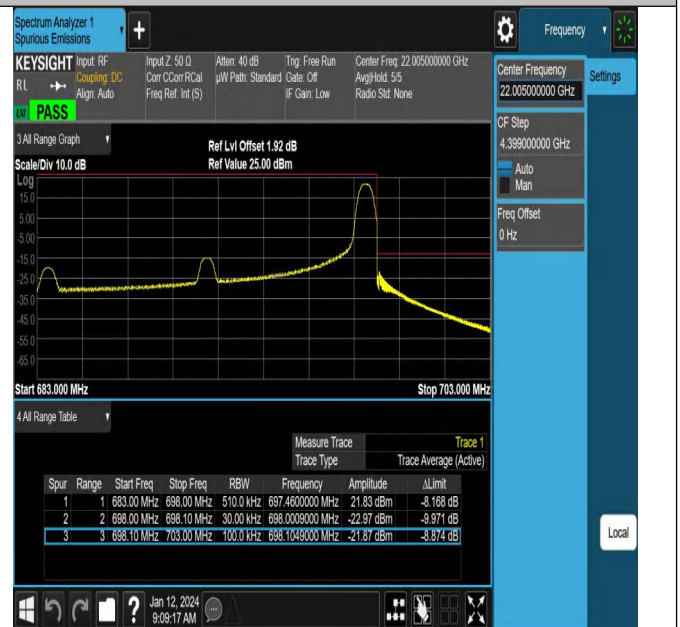 Spectrum Analyzer 1
Spurious Emissions
+
Frequency
KEYSIGHT Input: RF Input Z: 50 Ω Atten: 40 dB Trig: Free Run Center Freq: 22.005000000 GHz
RL Coupling: DC Corr CCorr RCal µW Path: Standard Gate: Off Avg|Hold: 5/5
Align: Auto Freq Ref: Int (S) IF Gain: Low Radio Std: None
LXI PASS
Center Frequency
22.005000000 GHz
Settings
CF Step
4.399000000 GHz
Auto
Man
Freq Offset
0 Hz
3 All Range Graph
Ref Lvl Offset 1.92 dB
Scale/Div 10.0 dB Ref Value 25.00 dBm
Log
15.0
5.00
-5.00
-15.0
-25.0
-35.0
-45.0
-55.0
-65.0
Start 683.000 MHz Stop 703.000 MHz
4 All Range Table
Measure Trace Trace 1
Trace Type Trace Average (Active)
Spur Range Start Freq Stop Freq RBW Frequency Amplitude ΔLimit
1 1 683.00 MHz 698.00 MHz 510.0 kHz 697.4600000 MHz 21.83 dBm -8.168 dB
2 2 698.00 MHz 698.10 MHz 30.00 kHz 698.0009000 MHz -22.97 dBm -9.971 dB
3 3 698.10 MHz 703.00 MHz 100.0 kHz 698.1049000 MHz -21.87 dBm -8.874 dB
Local
? Jan 12, 2024
9:09:17 AM